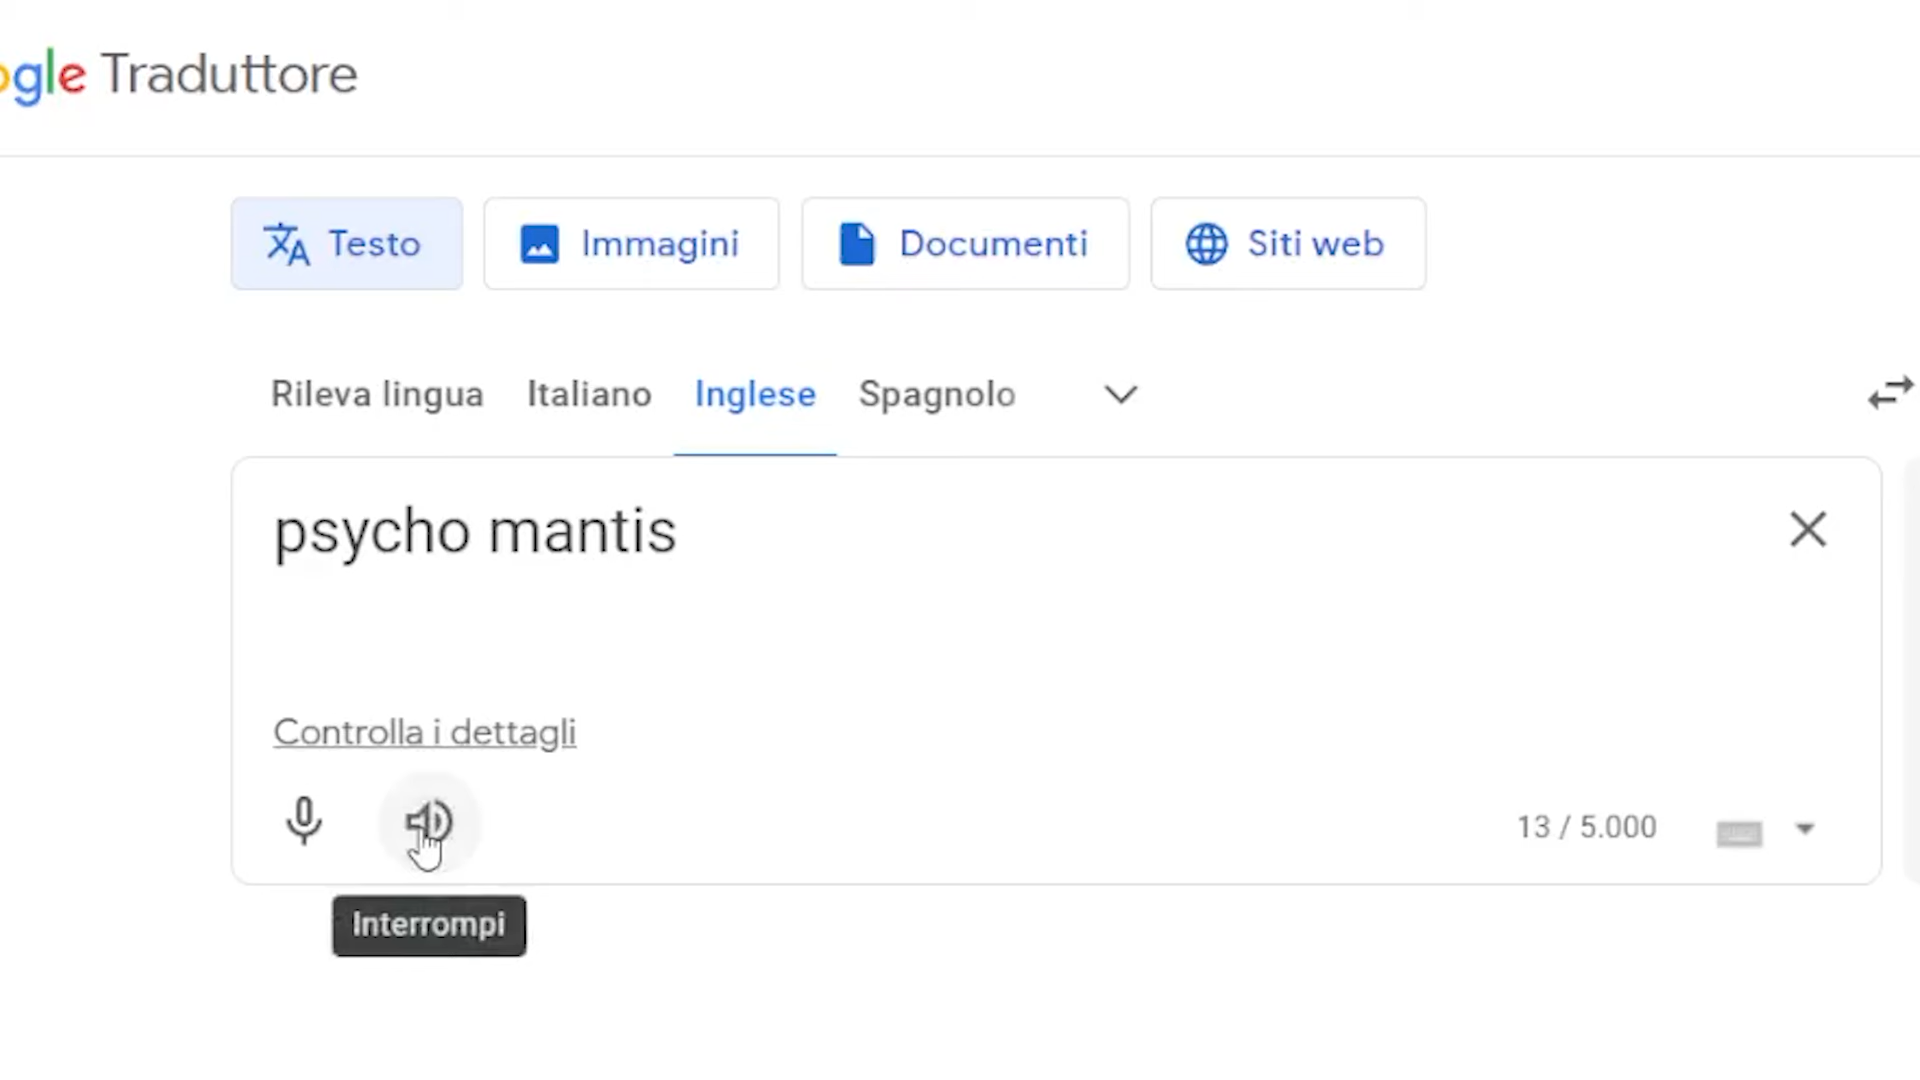 ogle Traduttore
Testo Immagini Documenti Siti web
Rileva lingua Italiano Inglese Spagnolo
psycho mantis
Controlla i dettagli
13 / 5.000
Interrompi